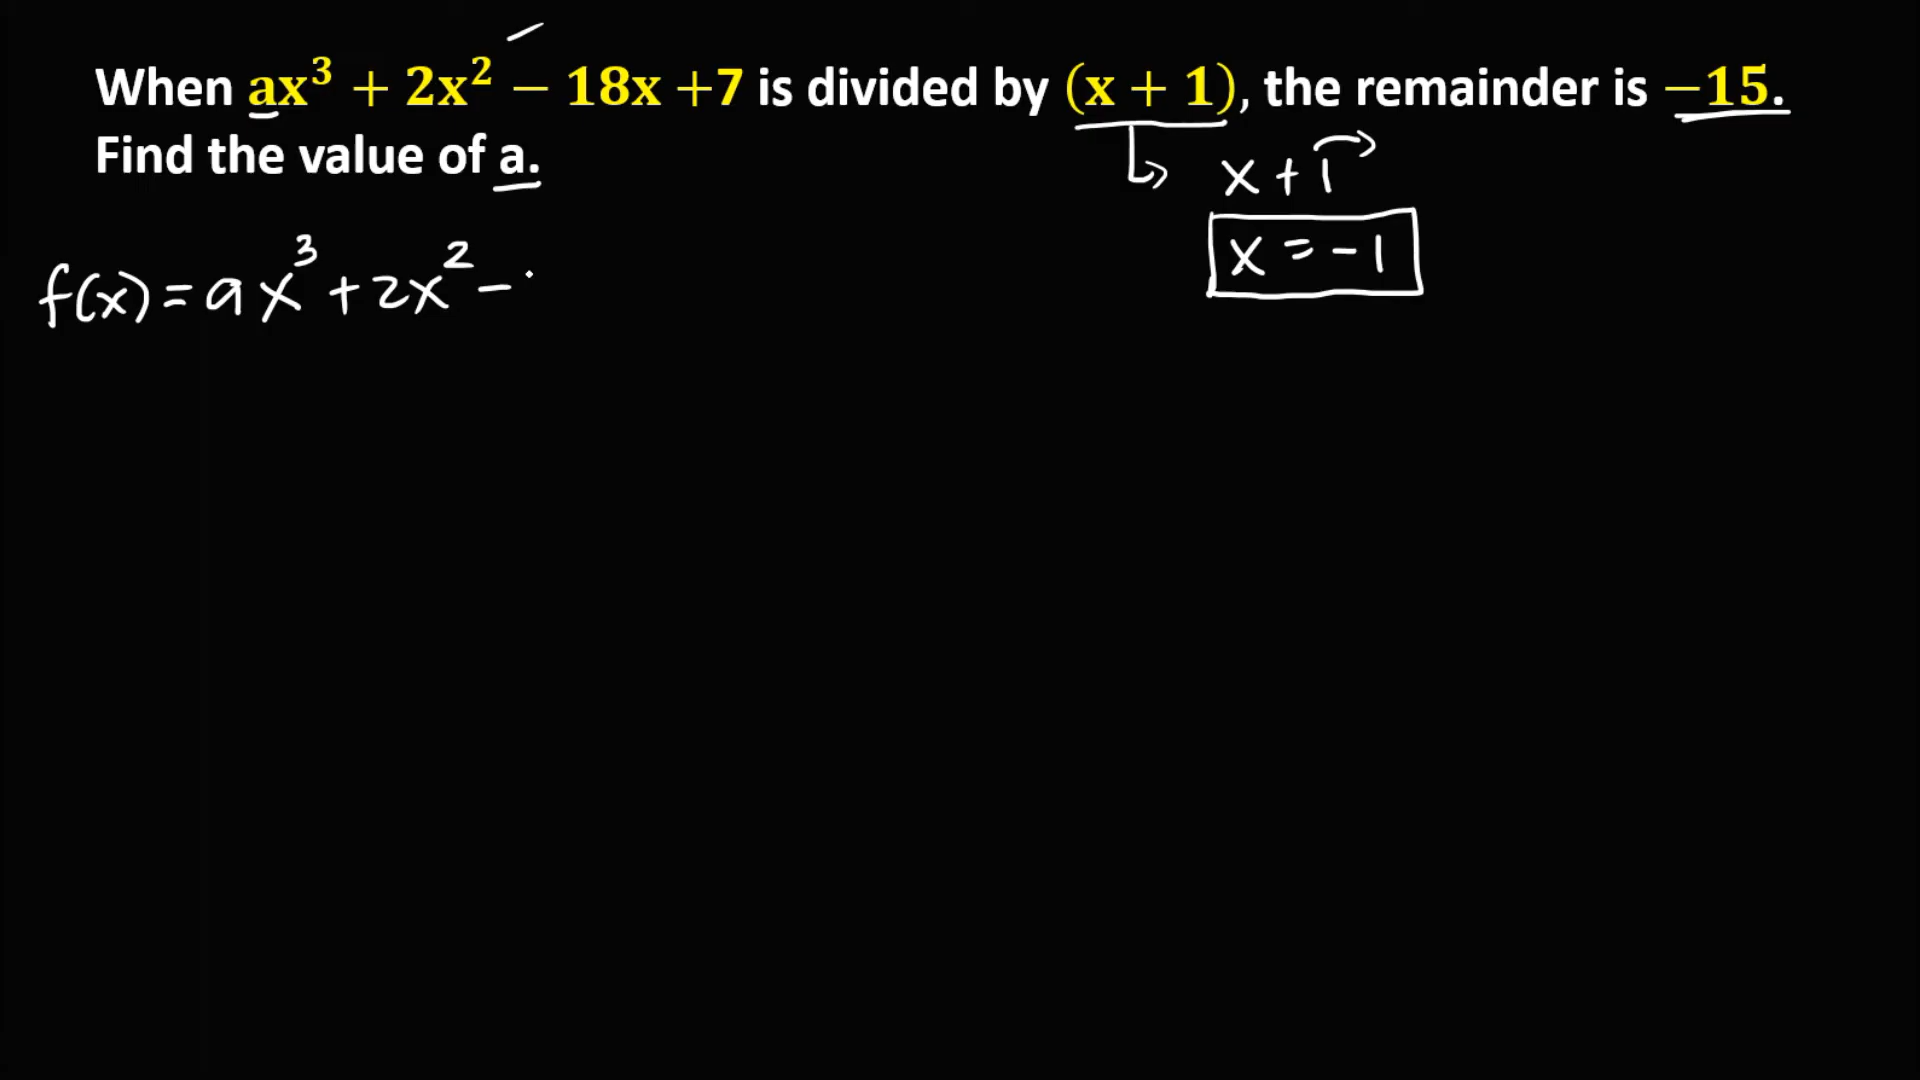 When ax³ + 2x² − 18x +7 is divided by (x + 1), the remainder is −15.
Find the value of a.
x + 1
x = -1
f(x) = ax³ + 2x² -